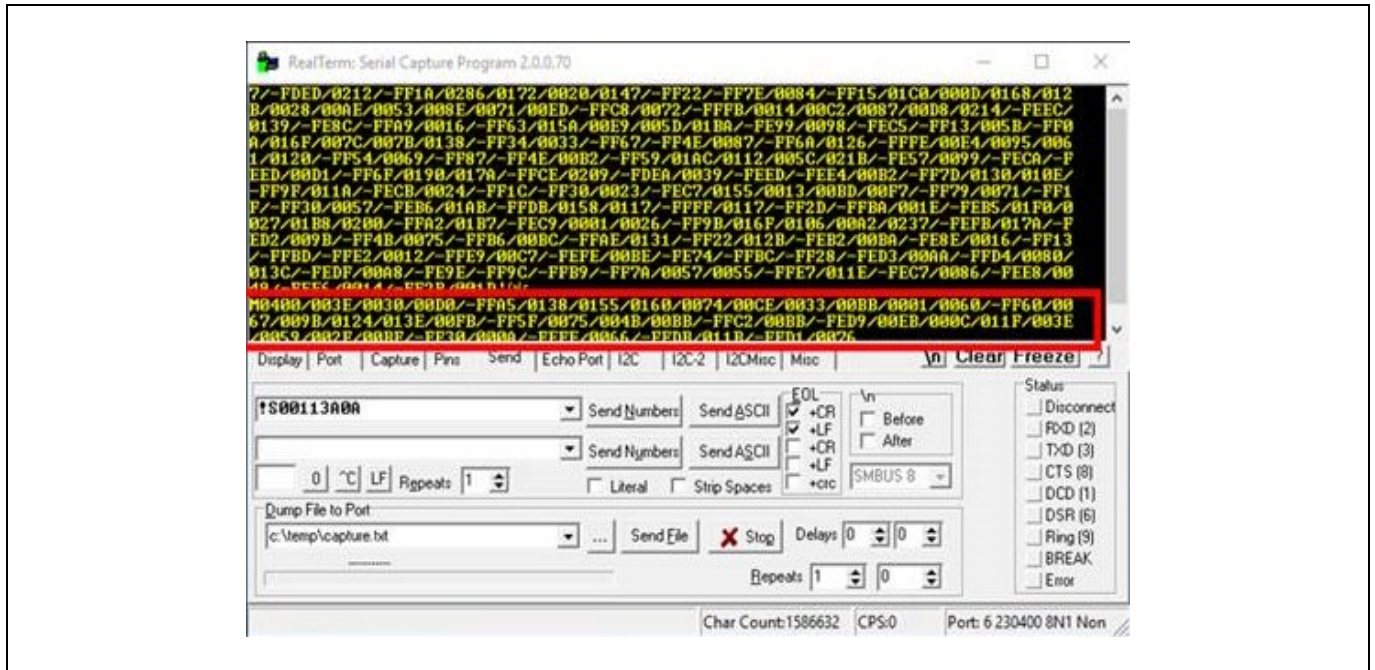 RealTerm: Serial Capture Program 2.0.0.70
7/-FDED/0212/-FF1A/0286/0172/0020/0147/-FF22/-FF7E/0084/-FF15/01C0/000D/0168/012
B/0028/00AE/0053/008E/0071/00ED/-FFC8/0072/-FFFB/0014/00C2/0087/00D8/0214/-FEEC/
0139/-FE8C/-FFA9/0016/-FF63/015A/00E9/005D/01BA/-FE99/0098/-FEC5/-FF13/005B/-FF0
A/016F/007C/007B/0138/-FF34/0033/-FF67/-FF4E/0087/-FF6A/0126/-FFFE/00E4/0095/006
1/0120/-FF54/0069/-FF87/-FF4E/00B2/-FF59/01AC/0112/005C/021B/-FE57/0099/-FECA/-F
EED/00D1/-FF6F/0190/017A/-FFCE/0209/-FDEA/0039/-FEED/-FEE4/00B2/-FF7D/0130/010E/
-FF9F/011A/-FECB/0024/-FF1C/-FF30/0023/-FEC7/0155/0013/00BD/00F7/-FF79/0071/-FF1
F/-FF30/0057/-FEB6/01AB/-FFDB/0158/0117/-FFFF/0117/-FF2D/-FFBA/001E/-FEB5/01F0/0
027/01B8/0200/-FFA2/01B7/-FEC9/0001/0026/-FF9B/016F/0106/00A2/0237/-FEFB/017A/-F
ED2/009B/-FF4B/0075/-FFB6/00BC/-FFAE/0131/-FF22/012B/-FEB2/00BA/-FE8E/0016/-FF13
/-FFBD/-FFE2/0012/-FFE9/00C7/-FEFE/00BE/-FE74/-FFBC/-FF28/-FED3/00AA/-FFD4/0080/
013C/-FEDF/00A8/-FE9E/-FF9C/-FFB9/-FF7A/0057/0055/-FFE7/011E/-FEC7/0086/-FEE8/00
M0400/003E/0030/00D0/-FFA5/0138/0155/0160/0074/00CE/0033/00BB/0001/0060/-FF60/00
67/009B/0124/013E/00FB/-FF5F/0075/004B/00BB/-FFC2/00BB/-FED9/00EB/000C/011F/003E
Display Port Capture Pins Send Echo Port I2C I2C-2 I2CMisc Misc \n Clear Freeze ?
!S00113A0A Send Numbers Send ASCII EOL +CR +LF \n Before After
Send Numbers Send ASCII +CR +LF +crc SMBUS 8
0 ^C LF Repeats 1 Literal Strip Spaces
Dump File to Port
c:\temp\capture.txt ... Send File Stop Delays 0 0
Repeats 1 0
Status
Disconnect
RXD (2)
TXD (3)
CTS (8)
DCD (1)
DSR (6)
Ring (9)
BREAK
Error
Char Count:1586632 CPS:0 Port: 6 230400 8N1 Non